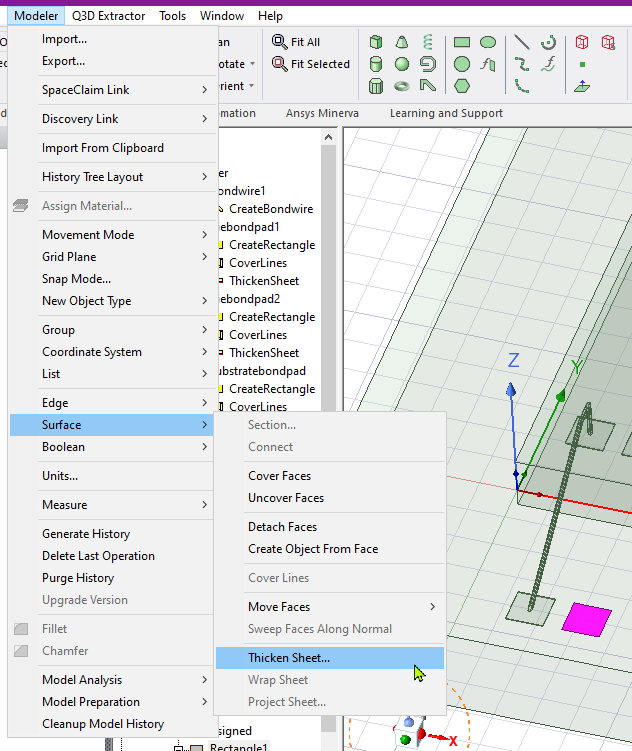 Modeler Q3D Extractor Tools Window Help
Import...
Export...
SpaceClaim Link
Discovery Link
Import From Clipboard
History Tree Layout
Assign Material...
Movement Mode
Grid Plane
Snap Mode...
New Object Type
Group
Coordinate System
List
Edge
Surface
Boolean
Units...
Measure
Generate History
Delete Last Operation
Purge History
Upgrade Version
Fillet
Chamfer
Model Analysis
Model Preparation
Cleanup Model History
Section...
Connect
Cover Faces
Uncover Faces
Detach Faces
Create Object From Face
Cover Lines
Move Faces
Sweep Faces Along Normal
Thicken Sheet...
Wrap Sheet
Project Sheet...
an
otate
rient
Fit All
Fit Selected
mation Ansys Minerva Learning and Support
er
ondwire1
CreateBondwire
iebondpad1
CreateRectangle
CoverLines
ThickenSheet
iebondpad2
CreateRectangle
CoverLines
ThickenSheet
ubstratebondpad
CreateRectangle
CoverLines
signed
Rectangle1
Z
Y
X